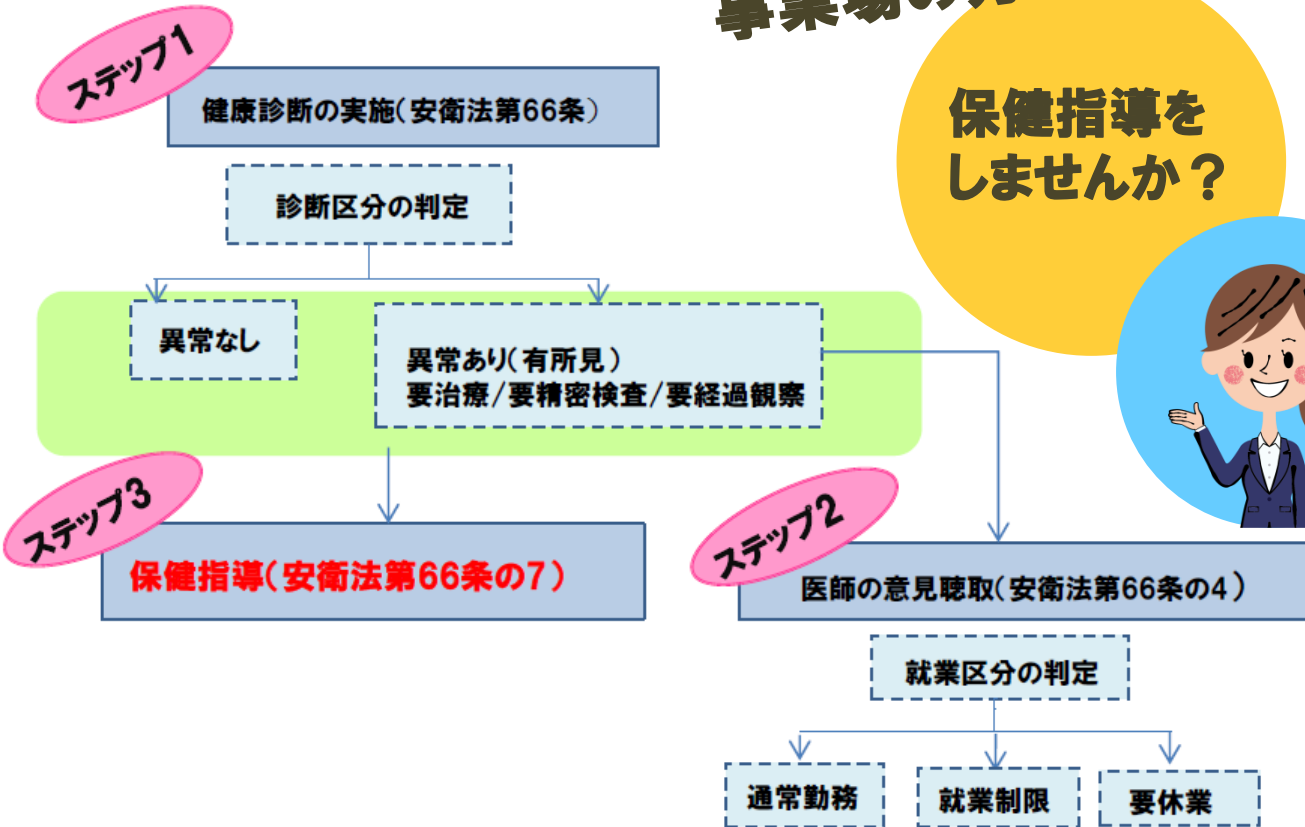 事業場の方
ステップ1
健康診断の実施(安衛法第66条)
保健指導を
しませんか?
診断区分の判定
異常なし
異常あり(有所見)
要治療/要精密検査/要経過観察
ステップ3
保健指導(安衛法第66条の7)
ステップ2
医師の意見聴取(安衛法第66条の4)
就業区分の判定
通常勤務
就業制限
要休業